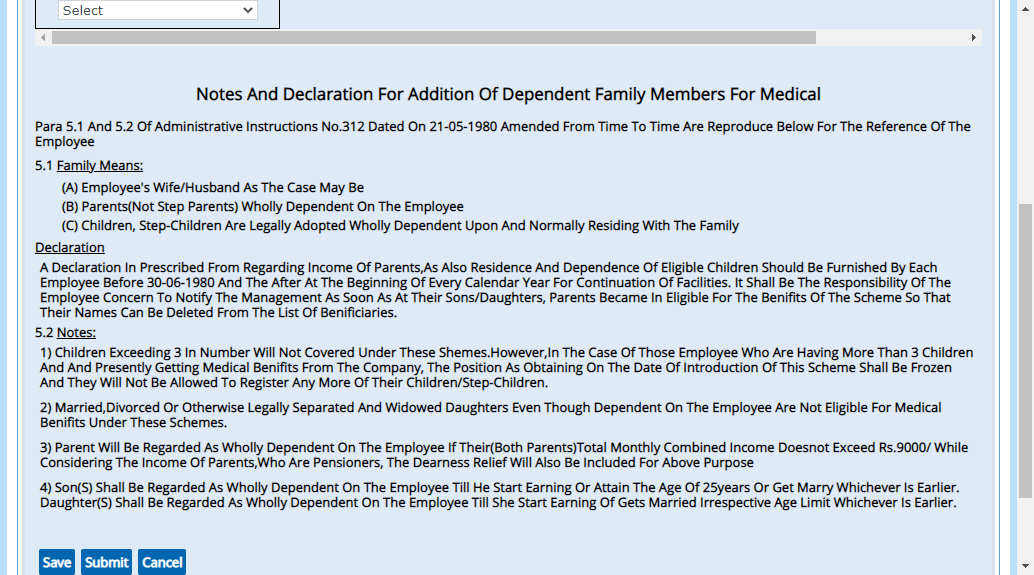 Select
Notes And Declaration For Addition Of Dependent Family Members For Medical
Para 5.1 And 5.2 Of Administrative Instructions No.312 Dated On 21-05-1980 Amended From Time To Time Are Reproduce Below For The Reference Of The
Employee
5.1 Family Means:
(A) Employee's Wife/Husband As The Case May Be
(B) Parents(Not Step Parents) Wholly Dependent On The Employee
(C) Children, Step-Children Are Legally Adopted Wholly Dependent Upon And Normally Residing With The Family
Declaration
A Declaration In Prescribed From Regarding Income Of Parents,As Also Residence And Dependence Of Eligible Children Should Be Furnished By Each
Employee Before 30-06-1980 And The After At The Beginning Of Every Calendar Year For Continuation Of Facilities. It Shall Be The Responsibility Of The
Employee Concern To Notify The Management As Soon As At Their Sons/Daughters, Parents Became In Eligible For The Benifits Of The Scheme So That
Their Names Can Be Deleted From The List Of Benificiaries.
5.2 Notes:
1) Children Exceeding 3 In Number Will Not Covered Under These Shemes.However,In The Case Of Those Employee Who Are Having More Than 3 Children
And And Presently Getting Medical Benifits From The Company, The Position As Obtaining On The Date Of Introduction Of This Scheme Shall Be Frozen
And They Will Not Be Allowed To Register Any More Of Their Children/Step-Children.
2) Married,Divorced Or Otherwise Legally Separated And Widowed Daughters Even Though Dependent On The Employee Are Not Eligible For Medical
Benifits Under These Schemes.
3) Parent Will Be Regarded As Wholly Dependent On The Employee If Their(Both Parents)Total Monthly Combined Income Doesnot Exceed Rs.9000/ While
Considering The Income Of Parents,Who Are Pensioners, The Dearness Relief Will Also Be Included For Above Purpose
4) Son(S) Shall Be Regarded As Wholly Dependent On The Employee Till He Start Earning Or Attain The Age Of 25years Or Get Marry Whichever Is Earlier.
Daughter(S) Shall Be Regarded As Wholly Dependent On The Employee Till She Start Earning Of Gets Married Irrespective Age Limit Whichever Is Earlier.
Save Submit Cancel